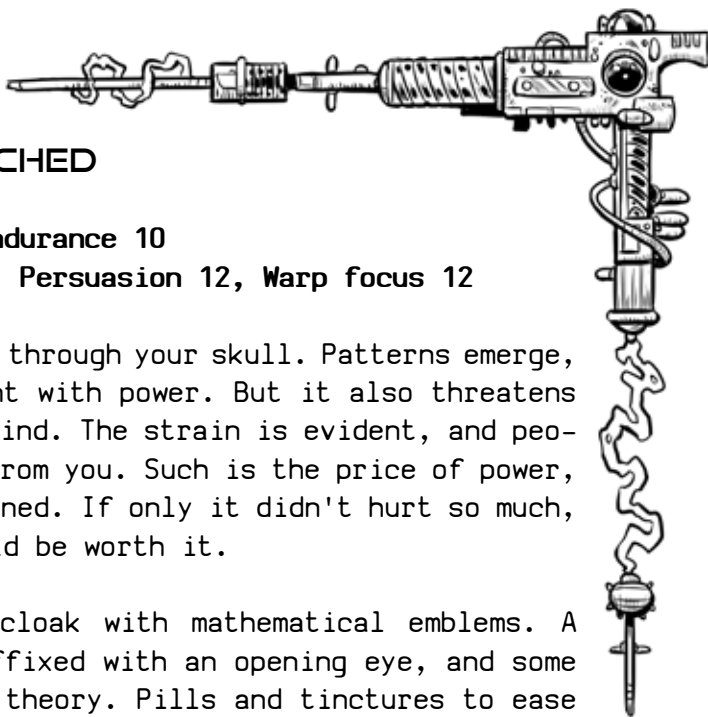 CHED
ndurance 10
Persuasion 12, Warp focus 12
through your skull. Patterns emerge,
nt with power. But it also threatens
ind. The strain is evident, and peo-
rom you. Such is the price of power,
ned. If only it didn't hurt so much,
ld be worth it.
cloak with mathematical emblems. A
ffixed with an opening eye, and some
theory. Pills and tinctures to ease